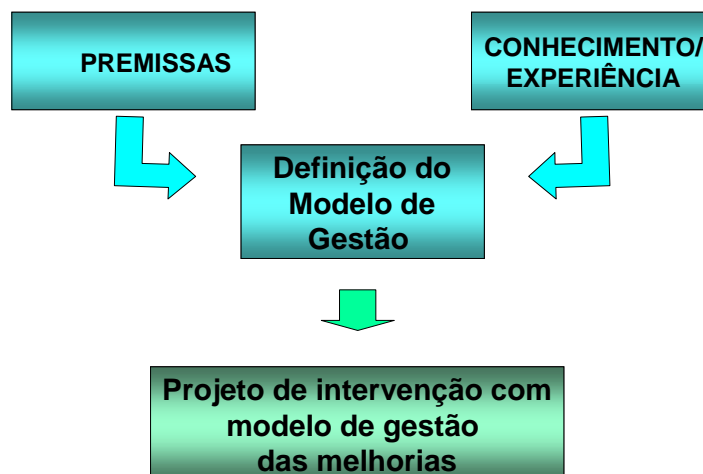 PREMISSAS
CONHECIMENTO/
EXPERIÊNCIA
Definição do
Modelo de
Gestão
Projeto de intervenção com
modelo de gestão
das melhorias